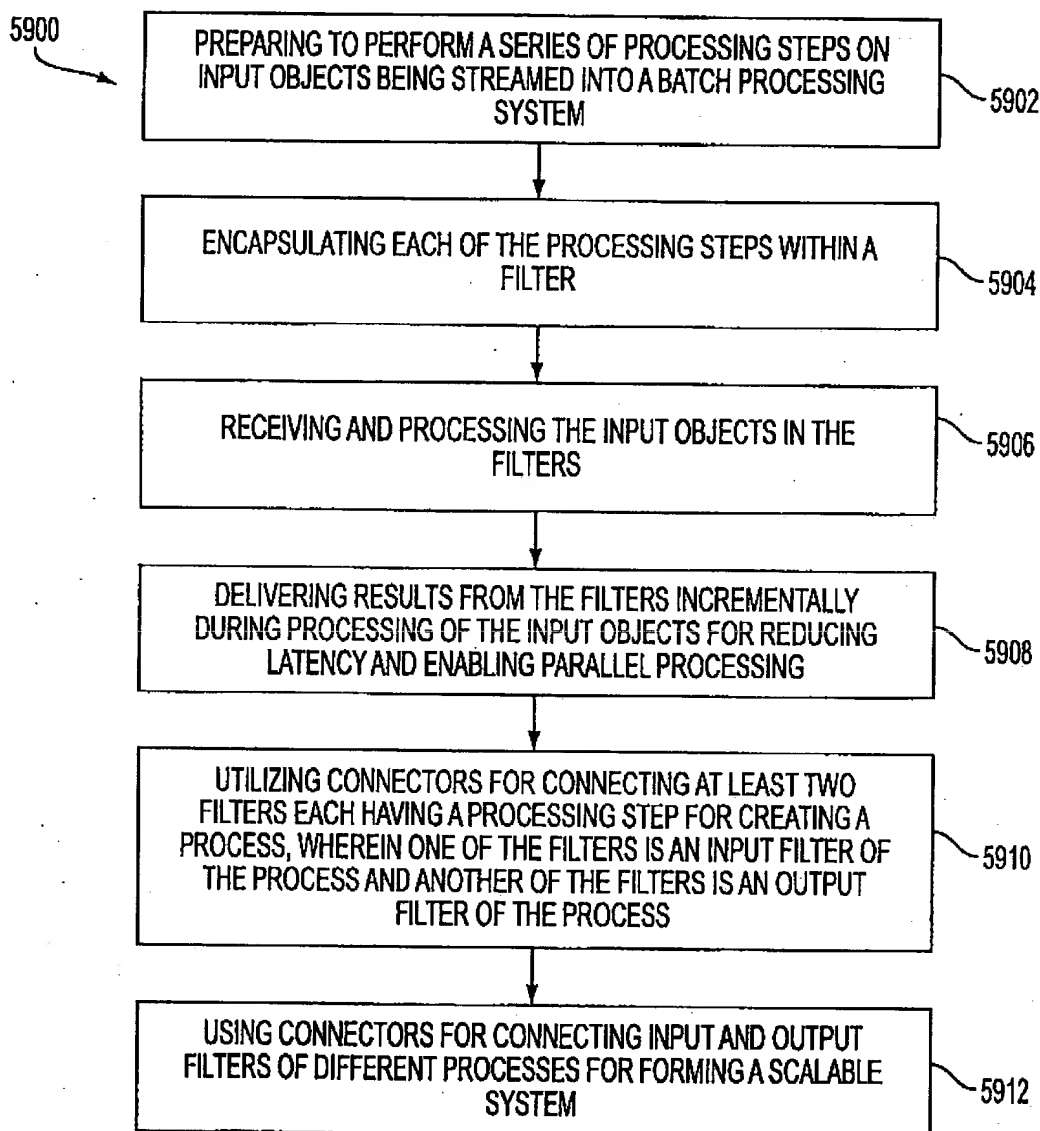 5900
PREPARING TO PERFORM A SERIES OF PROCESSING STEPS ON
INPUT OBJECTS BEING STREAMED INTO A BATCH PROCESSING
SYSTEM
5902
ENCAPSULATING EACH OF THE PROCESSING STEPS WITHIN A
FILTER
5904
RECEIVING AND PROCESSING THE INPUT OBJECTS IN THE
FILTERS
5906
DELIVERING RESULTS FROM THE FILTERS INCREMENTALLY
DURING PROCESSING OF THE INPUT OBJECTS FOR REDUCING
LATENCY AND ENABLING PARALLEL PROCESSING
5908
UTILIZING CONNECTORS FOR CONNECTING AT LEAST TWO
FILTERS EACH HAVING A PROCESSING STEP FOR CREATING A
PROCESS, WHEREIN ONE OF THE FILTERS IS AN INPUT FILTER OF
THE PROCESS AND ANOTHER OF THE FILTERS IS AN OUTPUT
FILTER OF THE PROCESS
5910
USING CONNECTORS FOR CONNECTING INPUT AND OUTPUT
FILTERS OF DIFFERENT PROCESSES FOR FORMING A SCALABLE
SYSTEM
5912